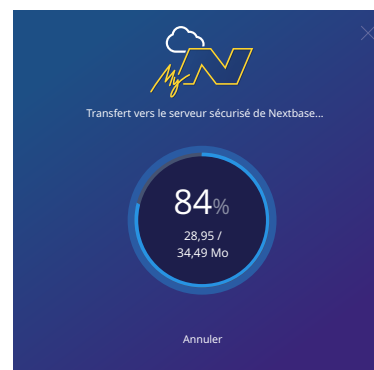 My N
Transfert vers le serveur sécurisé de Nextbase...
84%
28,95 /
34,49 Mo
Annuler